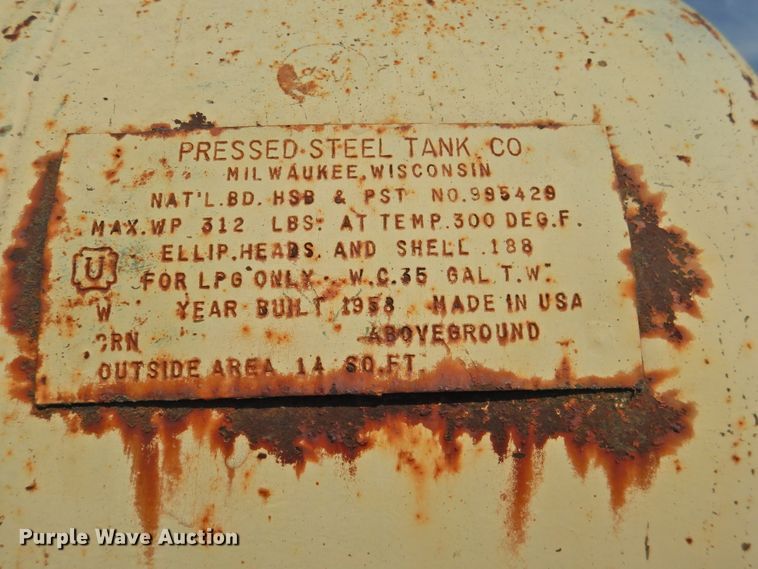 PRESSED STEEL TANK CO
MILWAUKEE, WISCONSIN
NAT'L.BD. HSB & PST NO.995429
MAX.WP 312 LBS. AT TEMP.300 DEG.F.
ELLIP.HEADS. AND SHELL .188
U FOR LPG ONLY. W.C.35 GAL T.W.
W YEAR BUILT 1958 MADE IN USA
CRN ABOVEGROUND
OUTSIDE AREA 14 SQ.FT.
Purple Wave Auction